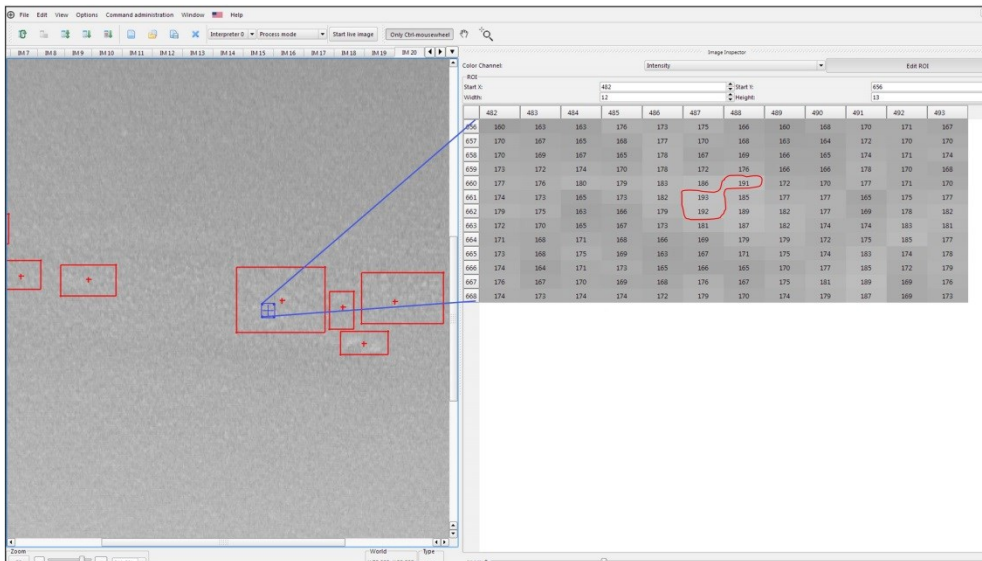 File Edit View Options Command administration Window Help
Interpreter 0 Process mode Start live image Only Ctrl-mousewheel
IM 7 IM 8 IM 9 IM 10 IM 11 IM 12 IM 13 IM 14 IM 15 IM 16 IM 17 IM 18 IM 19 IM 20
Image Inspector
Color Channel: Intensity Edit ROI
ROI
Start X: 482 Start Y: 656
Width: 12 Height: 13
482 483 484 485 486 487 488 489 490 491 492 493
656 160 163 163 176 173 175 166 160 168 170 171 167
657 170 167 165 168 177 170 168 163 164 172 170 170
658 170 169 167 165 178 167 169 166 165 174 171 174
659 173 172 174 170 178 172 176 166 166 178 170 168
660 177 176 180 179 183 186 191 172 170 177 171 170
661 174 173 165 173 182 193 185 177 177 165 175 177
662 179 175 163 166 179 192 189 182 177 169 178 182
663 172 170 165 167 173 181 187 182 174 174 183 181
664 171 168 171 168 166 169 179 179 172 175 185 177
665 173 168 175 169 163 167 171 175 174 183 174 178
666 174 164 171 173 165 166 165 170 177 185 172 179
667 176 167 170 169 168 176 167 175 181 189 169 176
668 174 173 174 174 172 179 170 174 179 187 169 173
Zoom World Type